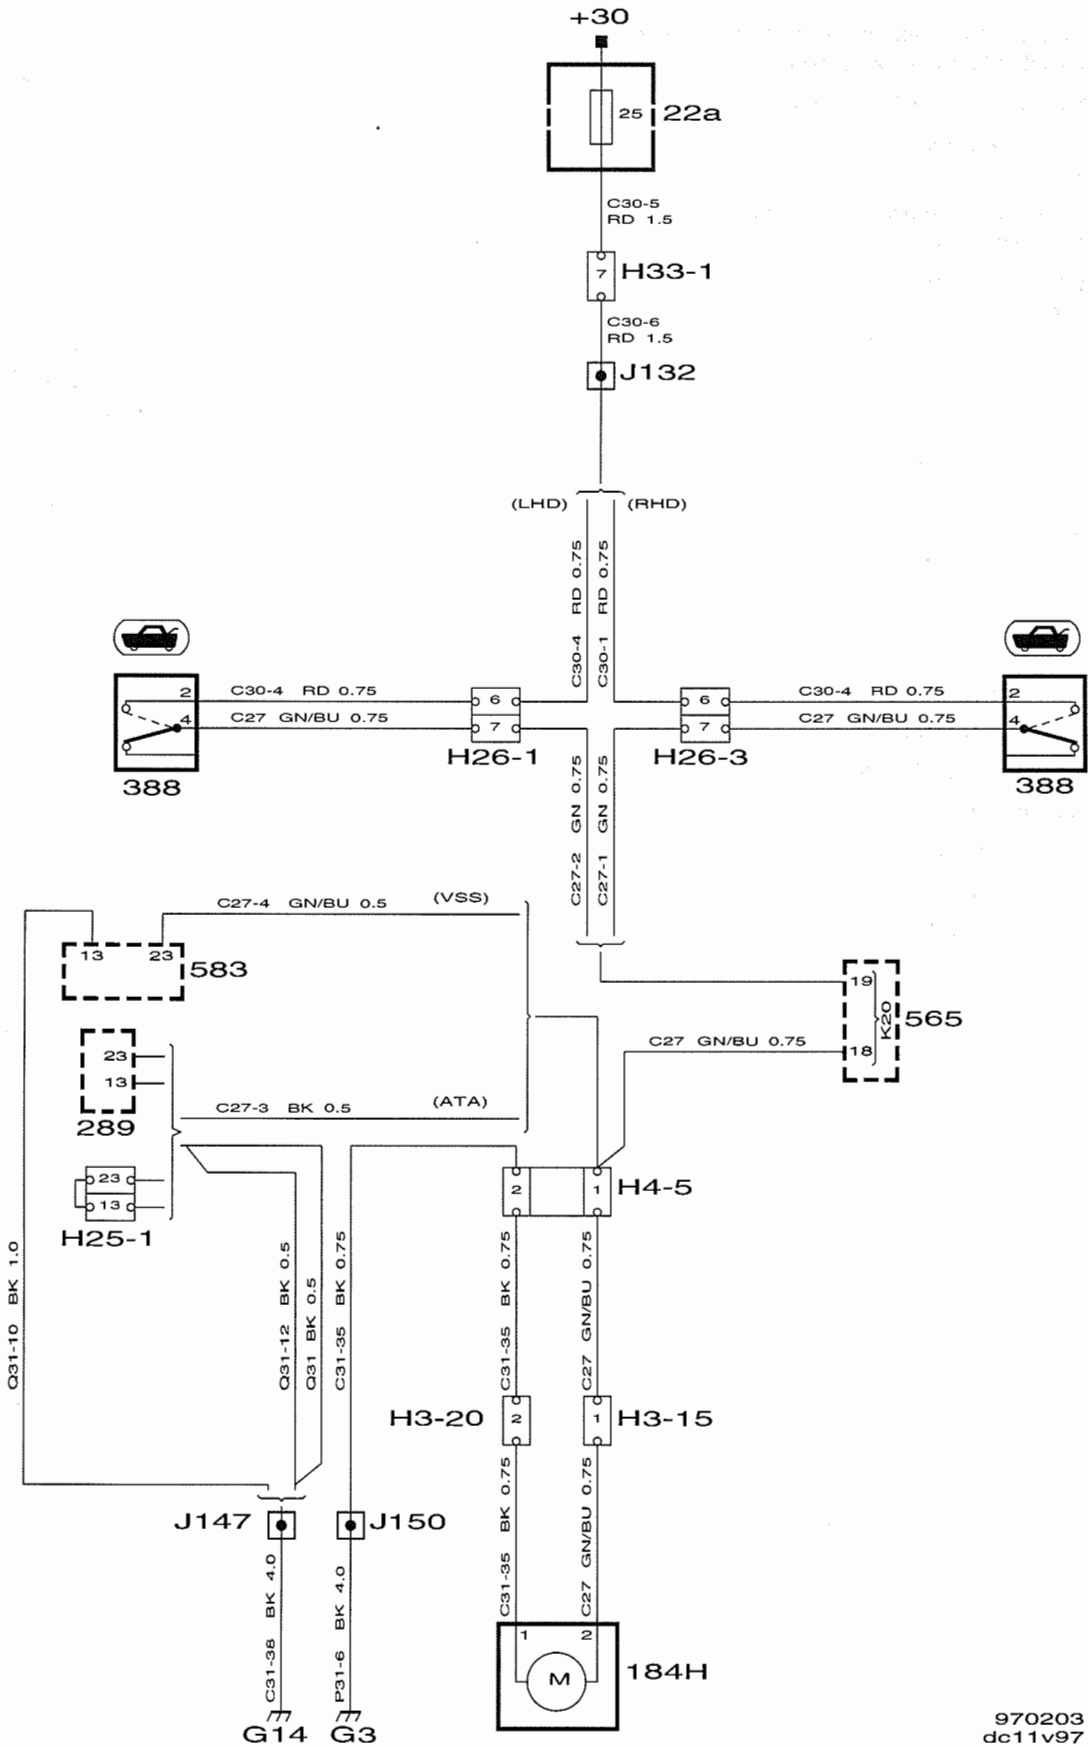 +30
25
22a
C30-5
RD 1.5
7
H33-1
C30-6
RD 1.5
J132
(LHD)
(RHD)
C30-4 RD 0.75
C30-1 RD 0.75
2
C30-4 RD 0.75
6
6
C30-4 RD 0.75
2
4
C27 GN/BU 0.75
7
7
C27 GN/BU 0.75
4
H26-1
H26-3
388
388
C27-2 GN 0.75
C27-1 GN 0.75
C27-4 GN/BU 0.5
(VSS)
13
23
583
19
K20
565
18
C27 GN/BU 0.75
23
13
289
C27-3 BK 0.5
(ATA)
23
13
H25-1
2
1
H4-5
Q31-10 BK 1.0
Q31-12 BK 0.5
Q31 BK 0.5
C31-35 BK 0.75
C31-35 BK 0.75
C27 GN/BU 0.75
H3-20
2
1
H3-15
J147
J150
C31-35 BK 0.75
C27 GN/BU 0.75
C31-38 BK 4.0
P31-6 BK 4.0
1
2
M
184H
G14
G3
970203
dc11v97